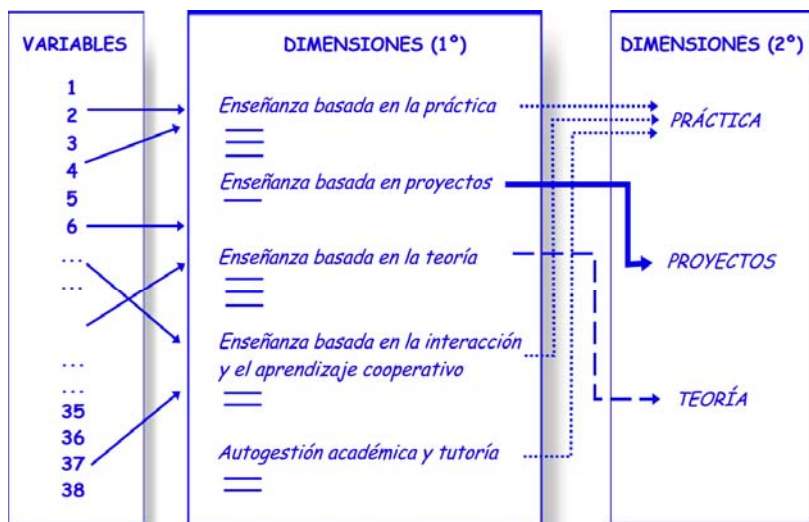 VARIABLES
1
2
3
4
5
6
...
...
...
...
35
36
37
38
DIMENSIONES (1º)
Enseñanza basada en la práctica
Enseñanza basada en proyectos
Enseñanza basada en la teoría
Enseñanza basada en la interacción
y el aprendizaje cooperativo
Autogestión académica y tutoría
DIMENSIONES (2º)
PRÁCTICA
PROYECTOS
TEORÍA